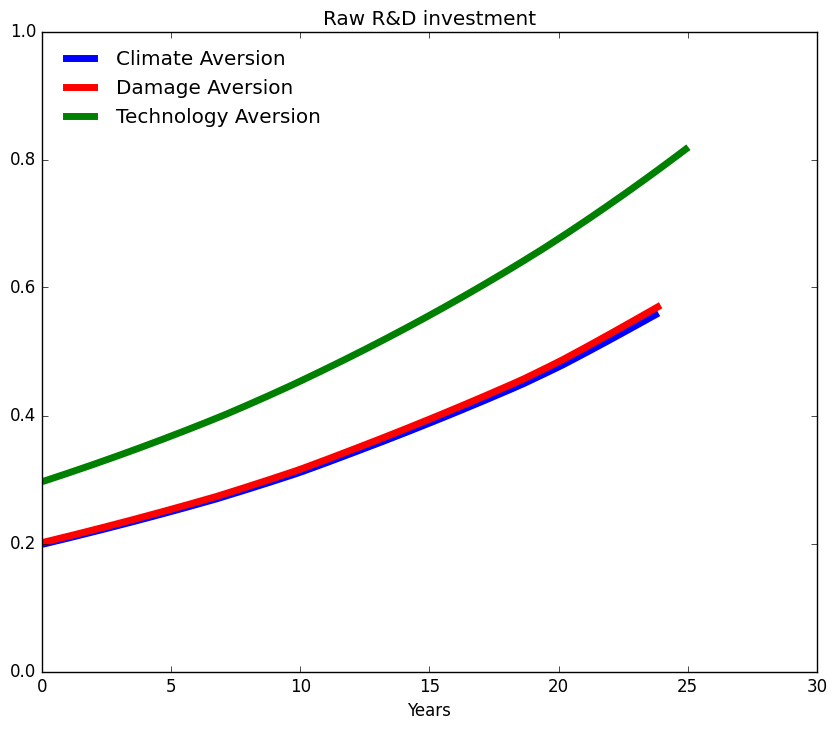 Raw R&D investment
1.0
Climate Aversion
Damage Aversion
Technology Aversion
0.8
0.6
0.4
0.2
0.0
0 5 10 15 20 25 30
Years